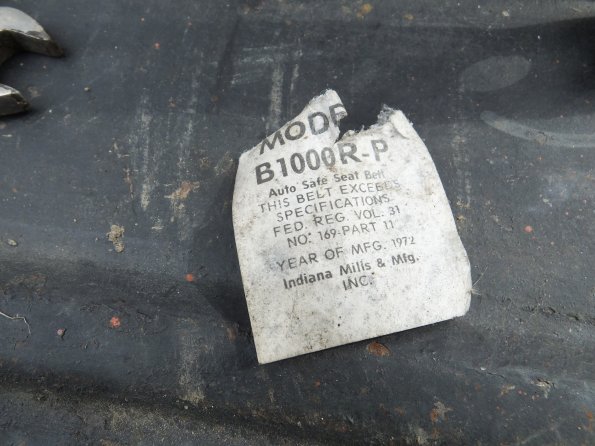 MODE
B1000R-P
Auto Safe Seat Belt
THIS BELT EXCEEDS
SPECIFICATIONS
FED. REG. VOL. 31
NO. 169-PART 11
YEAR OF MFG. 1972
Indiana Mills & Mfg.
INC.